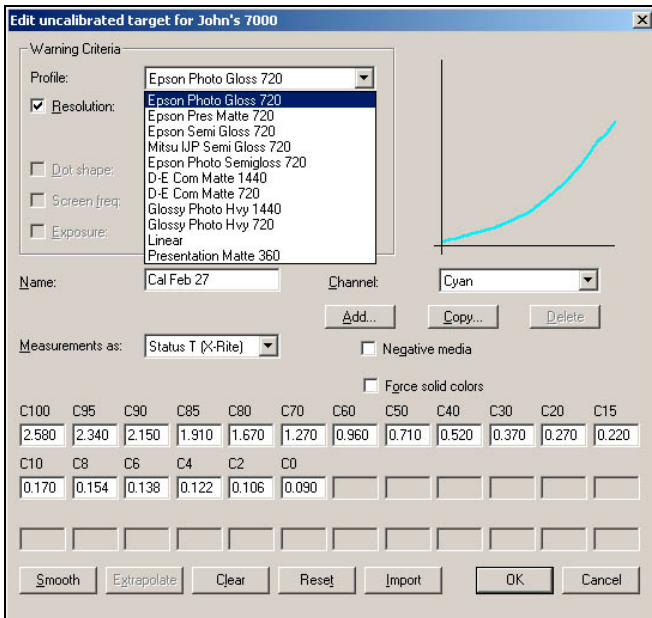 Edit uncalibrated target for John's 7000
Warning Criteria
Profile: Epson Photo Gloss 720
Resolution:
Epson Photo Gloss 720
Epson Pres Matte 720
Epson Semi Gloss 720
Mitsu IJP Semi Gloss 720
Epson Photo Semigloss 720
D-E Com Matte 1440
D-E Com Matte 720
Glossy Photo Hvy 1440
Glossy Photo Hvy 720
Linear
Presentation Matte 360
Dot shape:
Screen freq:
Exposure:
Name: Cal Feb 27 Channel: Cyan
Add... Copy... Delete
Measurements as: Status T (X-Rite) Negative media
Force solid colors
C100 C95 C90 C85 C80 C70 C60 C50 C40 C30 C20 C15
2.580 2.340 2.150 1.910 1.670 1.270 0.960 0.710 0.520 0.370 0.270 0.220
C10 C8 C6 C4 C2 C0
0.170 0.154 0.138 0.122 0.106 0.090
Smooth Extrapolate Clear Reset Import OK Cancel